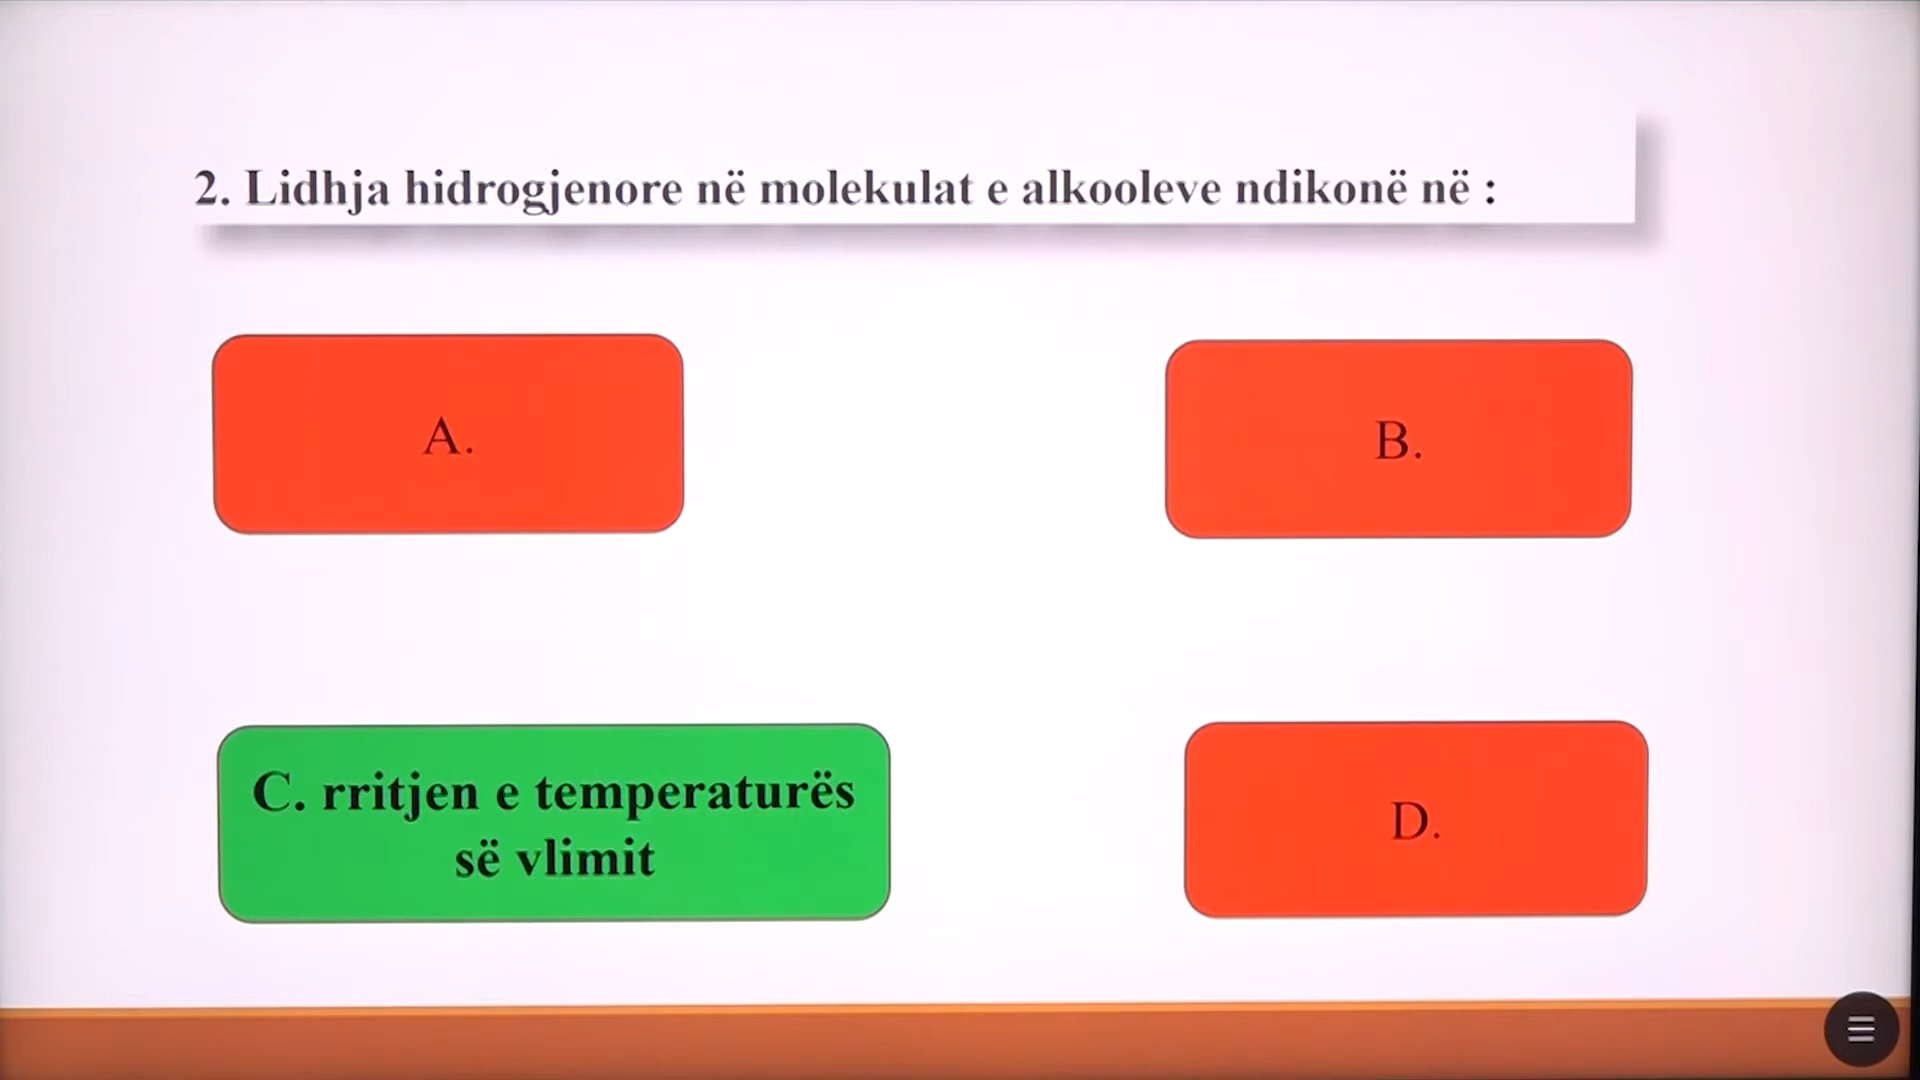 2. Lidhja hidrogjenore në molekulat e alkooleve ndikonë në :
A.
B.
C. rritjen e temperaturës
së vlimit
D.